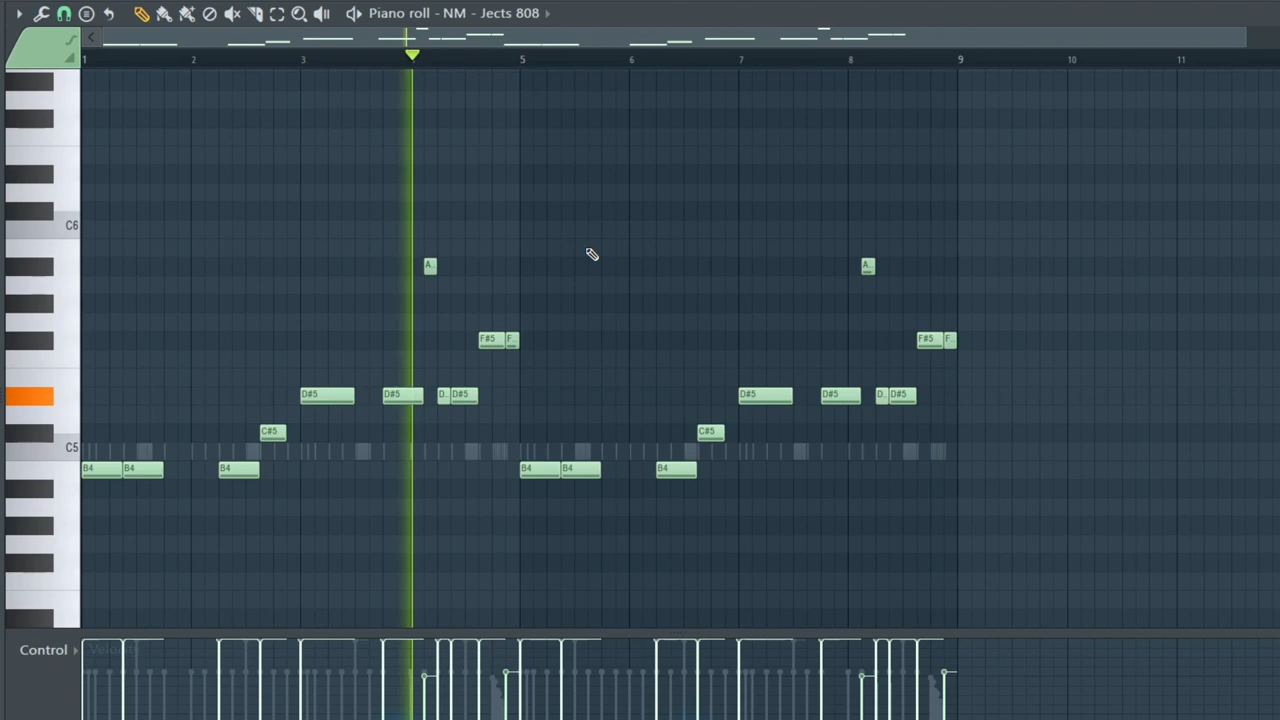 Piano roll - NM - Jects 808
1 2 3 5 6 7 8 9 10 11
C6
A.. A..
F#5 F.. F#5 F..
D#5 D#5 D.. D#5 D#5 D#5 D.. D#5
C#5 C#5
C5
B4 B4 B4 B4 B4 B4
Control Velocity